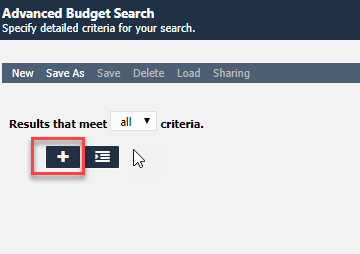 Advanced Budget Search
Specify detailed criteria for your search.
New Save As Save Delete Load Sharing
Results that meet all criteria.